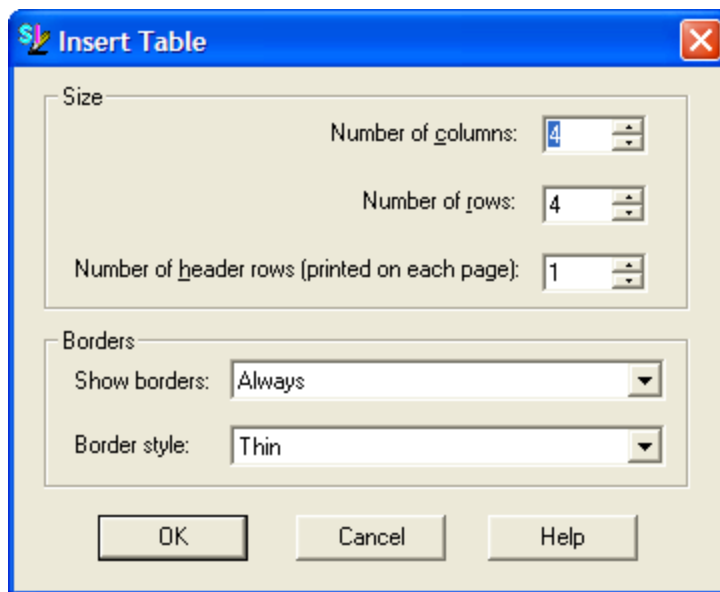 Insert Table
Size
Number of columns: 4
Number of rows: 4
Number of header rows (printed on each page): 1
Borders
Show borders: Always
Border style: Thin
OK Cancel Help